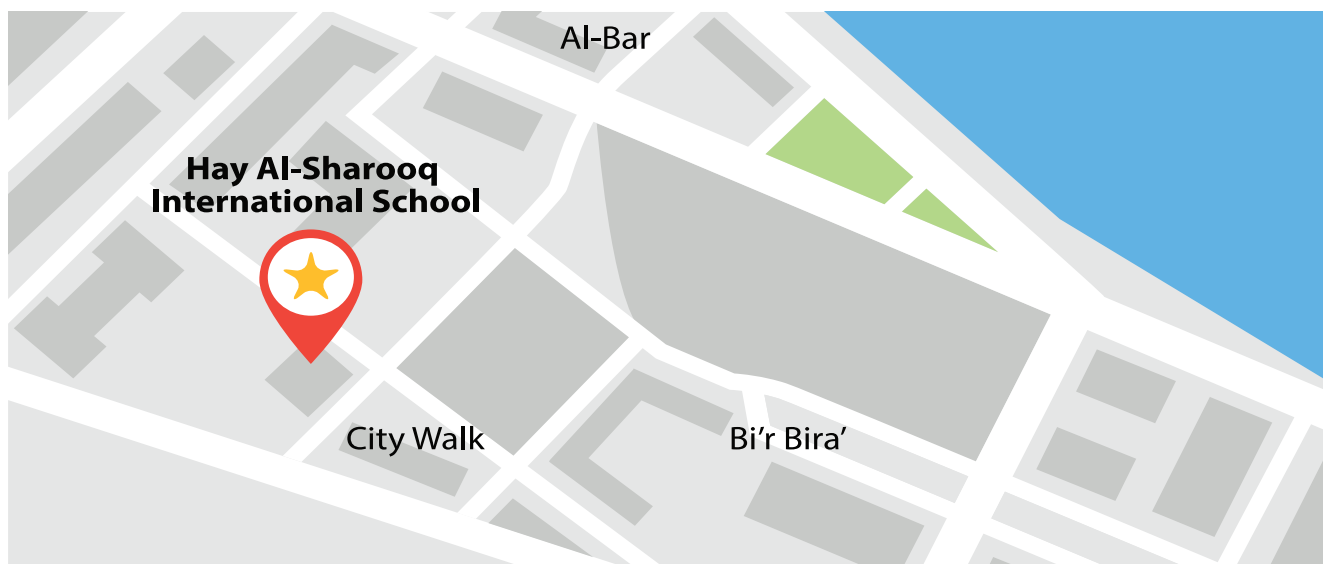 Al-Bar
Hay Al-Sharooq
International School
City Walk
Bi’r Bira’